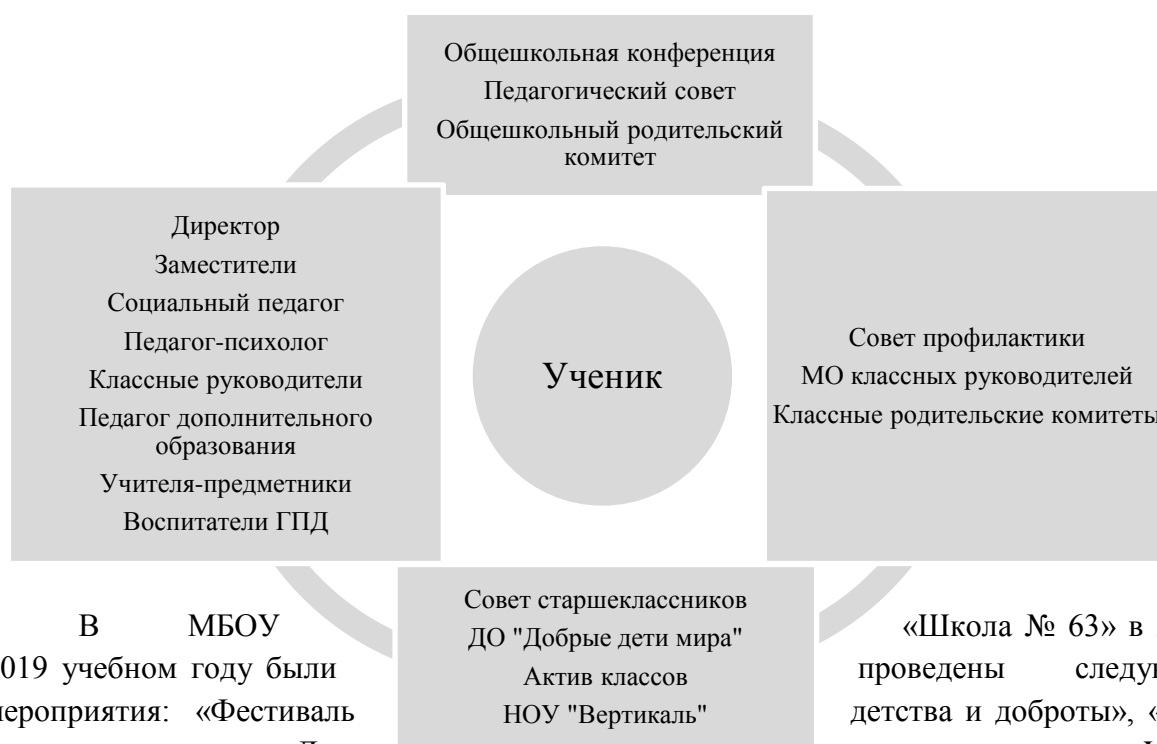 Общешкольная конференция
Педагогический совет
Общешкольный родительский
комитет
Директор
Заместители
Социальный педагог
Педагог-психолог
Классные руководители
Педагог дополнительного
образования
Учителя-предметники
Воспитатели ГПД
Ученик
Совет профилактики
МО классных руководителей
Классные родительские комитеты
Совет старшеклассников
ДО "Добрые дети мира"
Актив классов
НОУ "Вертикаль"
В МБОУ «Школа № 63» в
учебном году были проведены
«Фестиваль детства и доброты»,